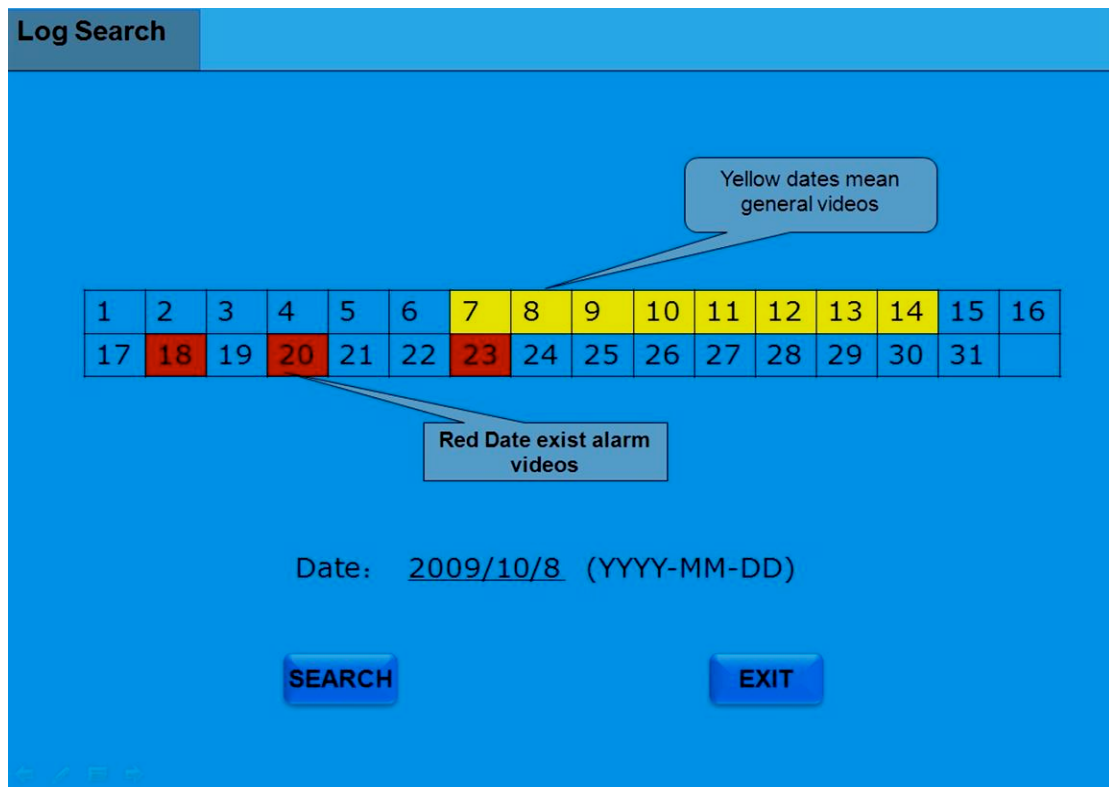 Log Search
Yellow dates mean
general videos
1 2 3 4 5 6 7 8 9 10 11 12 13 14 15 16
17 18 19 20 21 22 23 24 25 26 27 28 29 30 31
Red Date exist alarm
videos
Date: 2009/10/8 (YYYY-MM-DD)
SEARCH EXIT